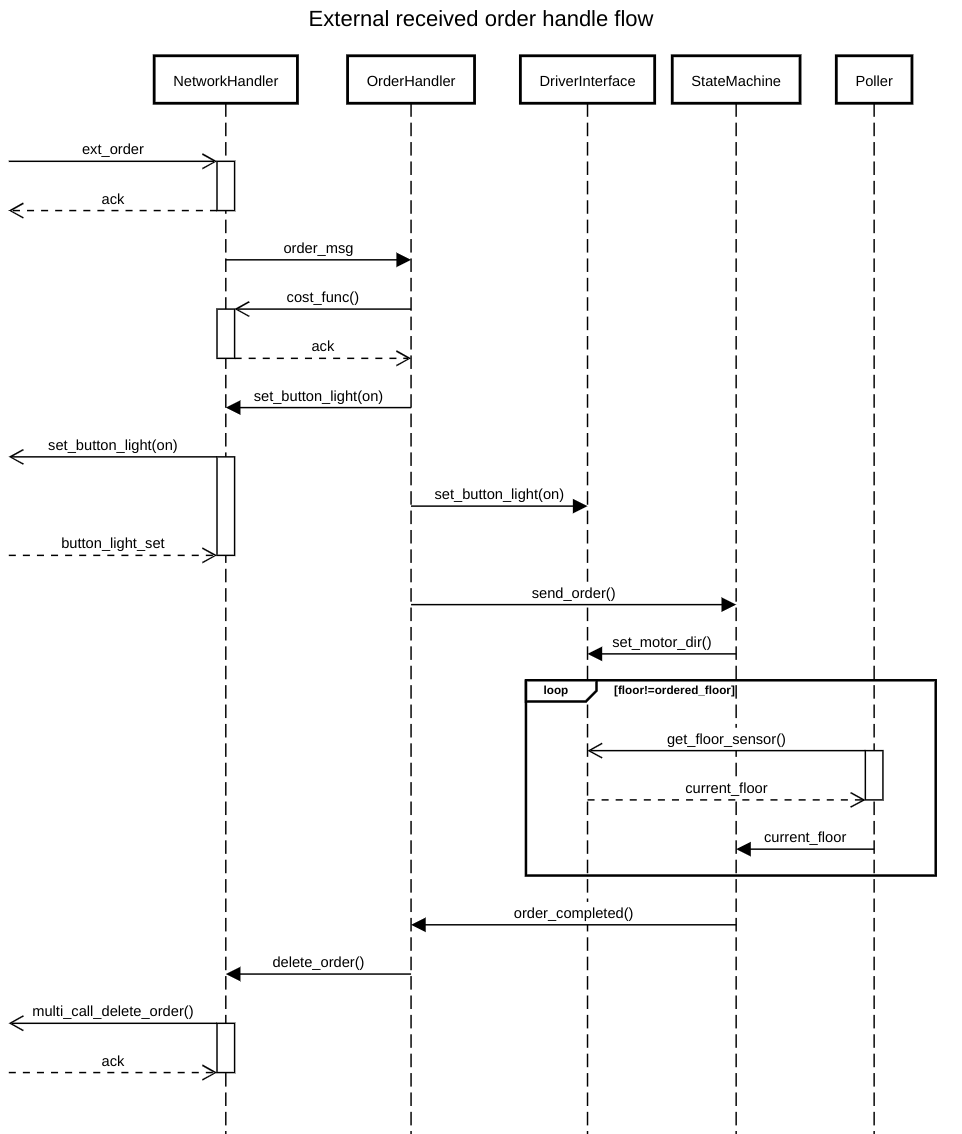 External received order handle flow
NetworkHandler
OrderHandler
DriverInterface
StateMachine
Poller
ext_order
ack
order_msg
cost_func()
ack
set_button_light(on)
set_button_light(on)
set_button_light(on)
button_light_set
send_order()
set_motor_dir()
loop
[floor!=ordered_floor]
get_floor_sensor()
current_floor
current_floor
order_completed()
delete_order()
multi_call_delete_order()
ack